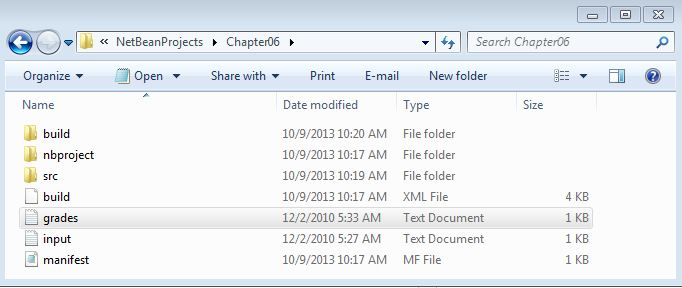 « NetBeanProjects Chapter06 Search Chapter06
Organize Open Share with Print E-mail New folder
Name Date modified Type Size
build 10/9/2013 10:20 AM File folder
nbproject 10/9/2013 10:17 AM File folder
src 10/9/2013 10:19 AM File folder
build 10/9/2013 10:17 AM XML File 4 KB
grades 12/2/2010 5:33 AM Text Document 1 KB
input 12/2/2010 5:27 AM Text Document 1 KB
manifest 10/9/2013 10:17 AM MF File 1 KB